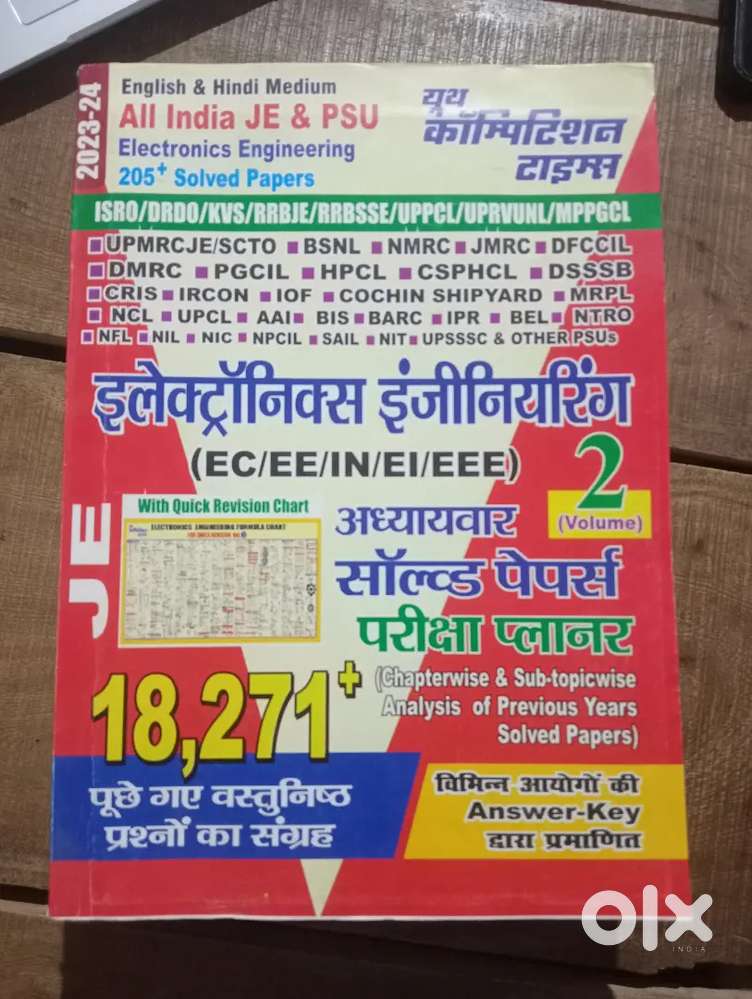 2023-24
English & Hindi Medium
All India JE & PSU
Electronics Engineering
205+ Solved Papers
यूथ
कॉम्पिटिशन
टाइम्स
ISRO/DRDO/KVS/RRBJE/RRBSSE/UPPCL/UPRVUNL/MPPGCL
■UPMRCJE/SCTO ■BSNL ■NMRC■JMRC■DFCCIL
■DMRC ■PGCIL ■HPCL ■CSPHCL ■DSSSB
■CRIS■IRCON ■IOF ■COCHIN SHIPYARD ■MRPL
■NCL■UPCL■AAI■BIS■BARC■IPR■BEL■NTRO
■NFL■NIL■NIC■NPCIL■SAIL■NIT■UPSSSC & OTHER PSUs
इलेक्ट्रॉनिक्स इंजीनियरिंग
(EC/EE/IN/EI/EEE)
2
(Volume)
JE
With Quick Revision Chart
ELECTRONICS ENGINEERING FORMULA CHART
अध्यायवार
सॉल्व्ड पेपर्स
परीक्षा प्लानर
18,271+
(Chapterwise & Sub-topicwise
Analysis of Previous Years
Solved Papers)
पूछे गए वस्तुनिष्ठ
प्रश्नों का संग्रह
विभिन्न आयोगों की
Answer-Key
द्वारा प्रमाणित
olx
INDIA